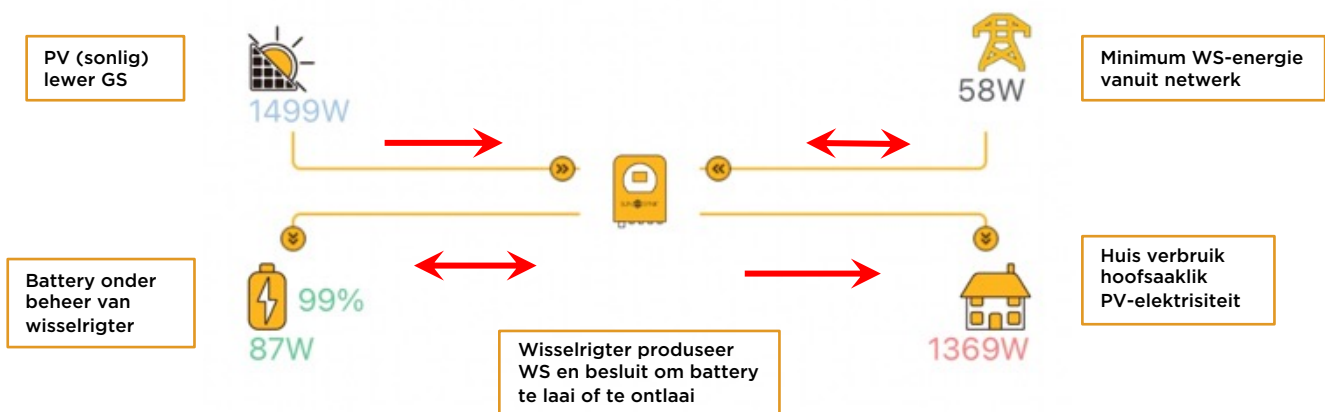 PV (sonlig)
lewer GS
1499W
58W
Minimum WS-energie
vanuit netwerk
Battery onder
beheer van
wisselrigter
99%
87W
Wisselrigter produseer
WS en besluit om battery
te laai of te ontlaai
1369W
Huis verbruik
hoofsaaklik
PV-elektrisiteit